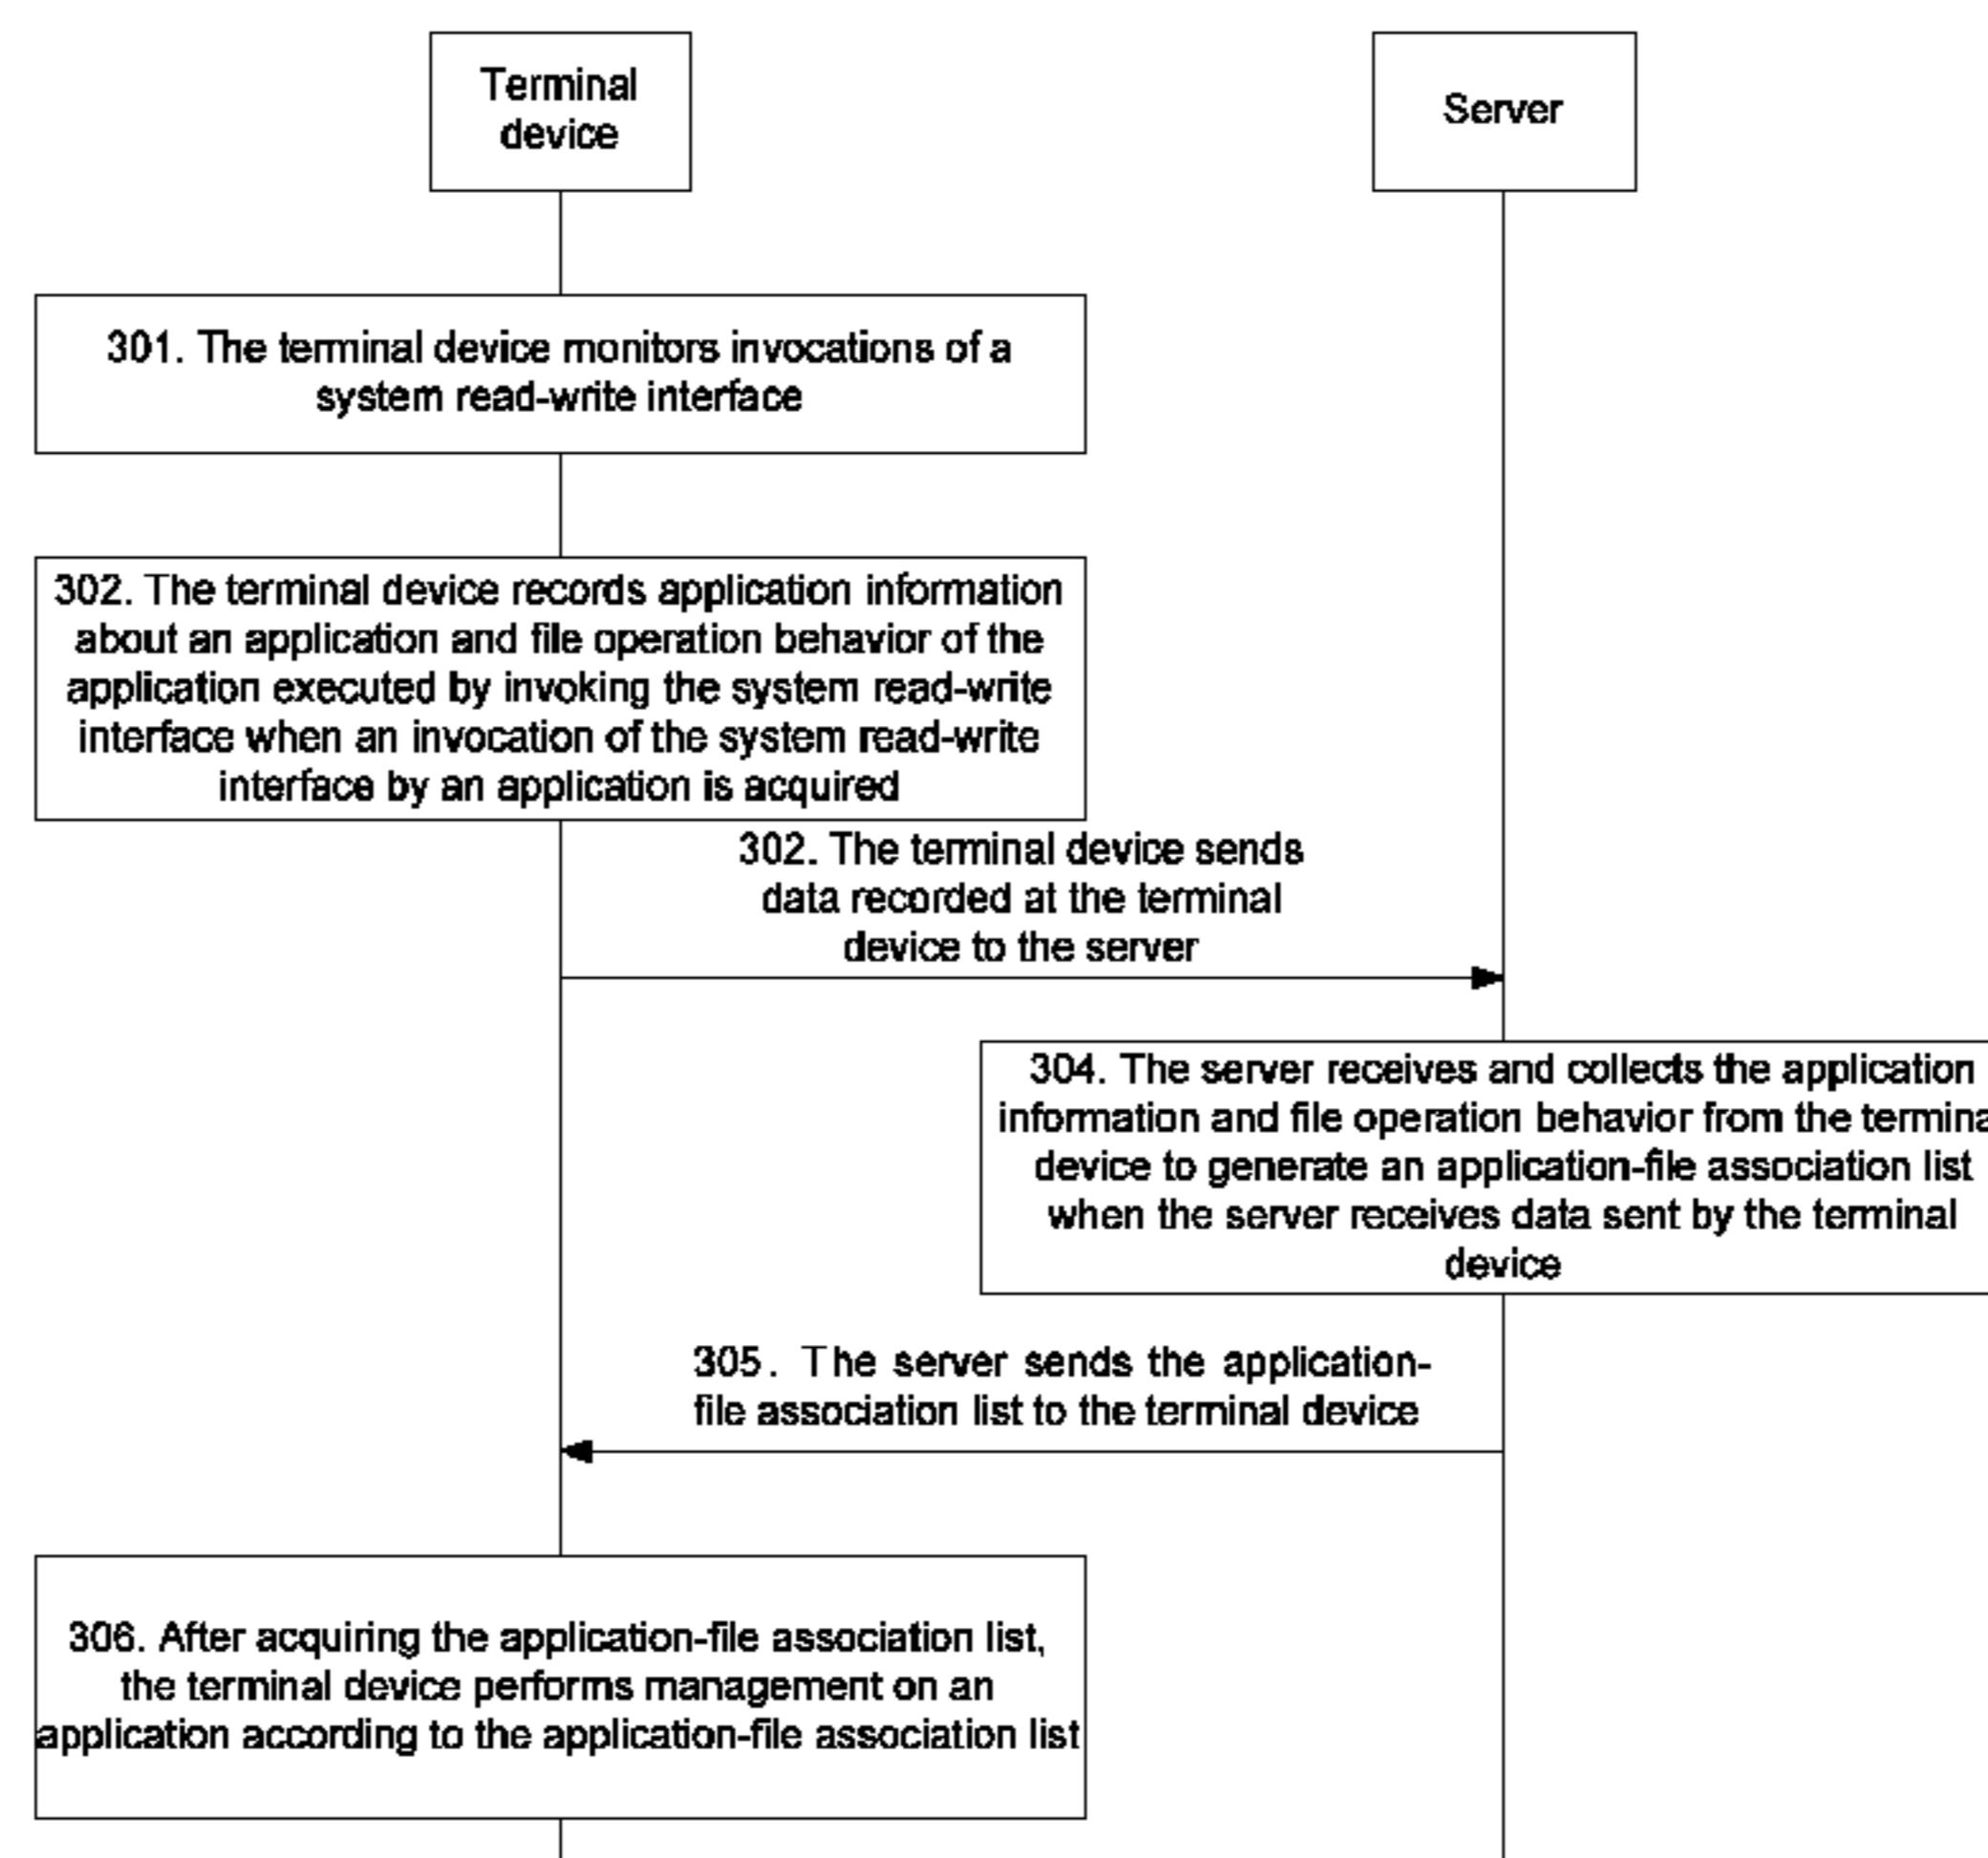 Terminal
device
Server
301. The terminal device monitors invocations of a
system read-write interface
302. The terminal device records application information
about an application and file operation behavior of the
application executed by invoking the system read-write
interface when an invocation of the system read-write
interface by an application is acquired
302. The terminal device sends
data recorded at the terminal
device to the server
304. The server receives and collects the application
information and file operation behavior from the termina
device to generate an application-file association list
when the server receives data sent by the terminal
device
305. The server sends the application-
file association list to the terminal device
306. After acquiring the application-file association list,
the terminal device performs management on an
application according to the application-file association list